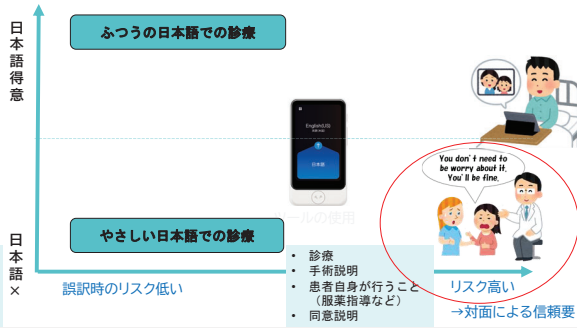 日本語得意
ふつうの日本語での診療
English(US)
日本語
You don't need to
be worry about it.
You'll be fine.
ールの使用
日本語×
やさしい日本語での診療
誤訳時のリスク低い
• 診療
• 手術説明
• 患者自身が行うこと
（服薬指導など）
• 同意説明
リスク高い
→対面による信頼要